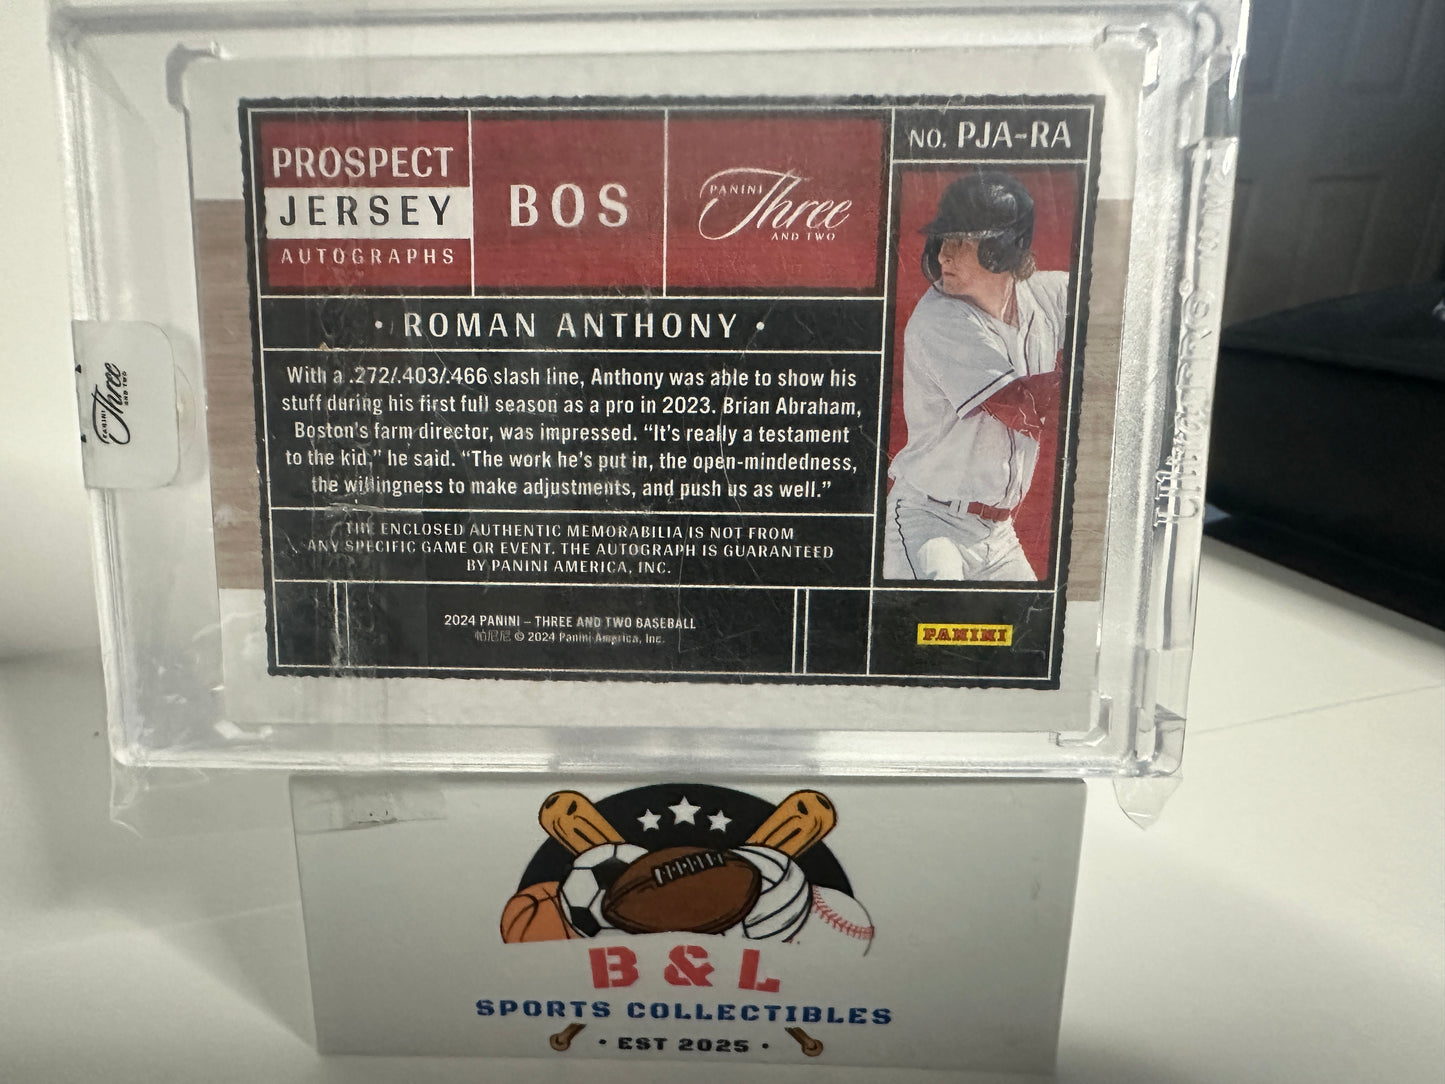 PROSPECT
JERSEY
AUTOGRAPHS
BOS
PANINI
Three
AND TWO
NO. PJA-RA
• ROMAN ANTHONY •
With a .272/.403/.466 slash line, Anthony was able to show his
stuff during his first full season as a pro in 2023. Brian Abraham,
Boston's farm director, was impressed. “It's really a testament
to the kid,” he said. “The work he's put in, the open-mindedness,
the willingness to make adjustments, and push us as well.”
THE ENCLOSED AUTHENTIC MEMORABILIA IS NOT FROM
ANY SPECIFIC GAME OR EVENT. THE AUTOGRAPH IS GUARANTEED
BY PANINI AMERICA, INC.
2024 PANINI – THREE AND TWO BASEBALL
帕尼尼 © 2024 Panini America, Inc.
PANINI
PANINI
Three
AND TWO
B & L
SPORTS COLLECTIBLES
• EST 2025 •